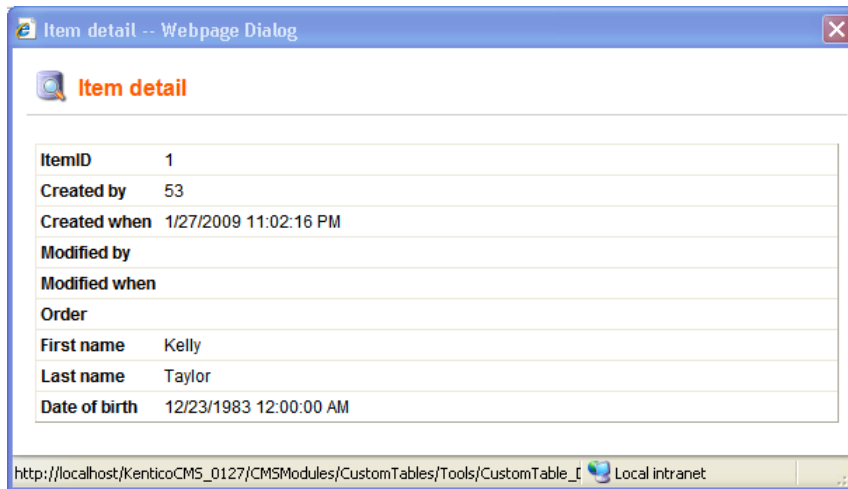 Item detail -- Webpage Dialog
Item detail
ItemID 1
Created by 53
Created when 1/27/2009 11:02:16 PM
Modified by
Modified when
Order
First name Kelly
Last name Taylor
Date of birth 12/23/1983 12:00:00 AM
http://localhost/KenticoCMS_0127/CMSModules/CustomTables/Tools/CustomTable_D Local intranet